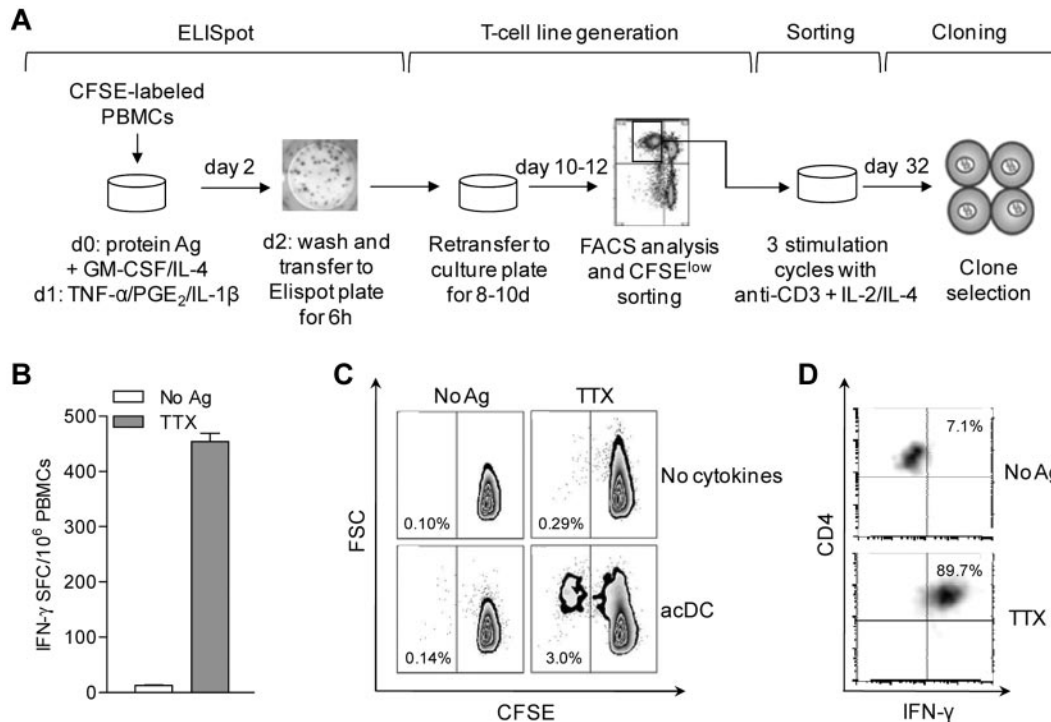 A
ELISpot
T-cell line generation
Sorting
Cloning
CFSE-labeled
PBMCs
day 2
day 10-12
day 32
d0: protein Ag
+ GM-CSF/IL-4
d1: TNF-α/PGE₂/IL-1β
d2: wash and
transfer to
Elispot plate
for 6h
Retransfer to
culture plate
for 8-10d
FACS analysis
and CFSEˡᵒʷ
sorting
3 stimulation
cycles with
anti-CD3 + IL-2/IL-4
Clone
selection
B
No Ag
TTX
500
400
300
200
100
0
IFN-γ SFC/10⁶ PBMCs
C
No Ag
TTX
0.10%
0.29%
No cytokines
0.14%
3.0%
acDC
FSC
CFSE
D
7.1%
No Ag
89.7%
TTX
CD4
IFN-γ